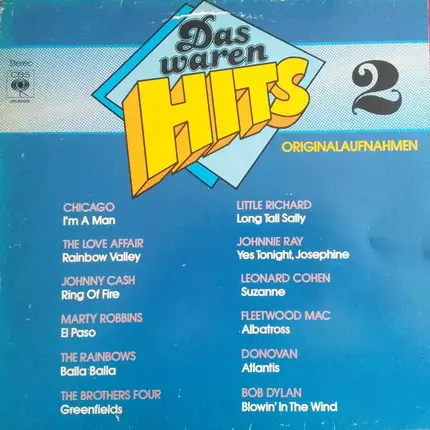 Das
waren
HITS
2
Stereo
CBS
ORIGINALAUFNAHMEN
CHICAGO
I'm A Man
THE LOVE AFFAIR
Rainbow Valley
JOHNNY CASH
Ring Of Fire
MARTY ROBBINS
El Paso
THE RAINBOWS
Balla Balla
THE BROTHERS FOUR
Greenfields
LITTLE RICHARD
Long Tall Sally
JOHNNIE RAY
Yes Tonight, Josephine
LEONARD COHEN
Suzanne
FLEETWOOD MAC
Albatross
DONOVAN
Atlantis
BOB DYLAN
Blowin' In The Wind